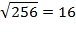 √256 = 16